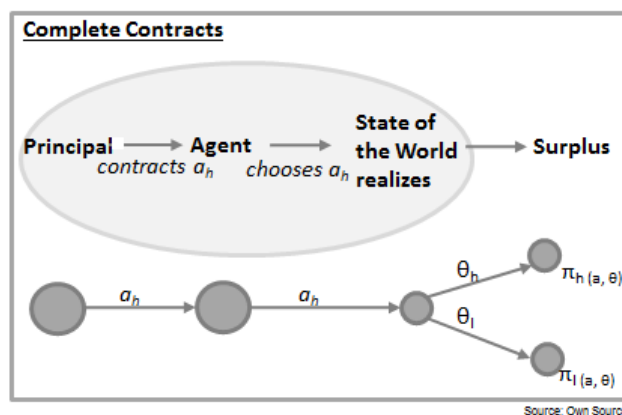 Complete Contracts
Principal
contracts a_h
Agent
chooses a_h
State of
the World
realizes
Surplus
a_h
a_h
θ_h
θ_l
π_h (a, θ)
π_l (a, θ)
Source: Own Source